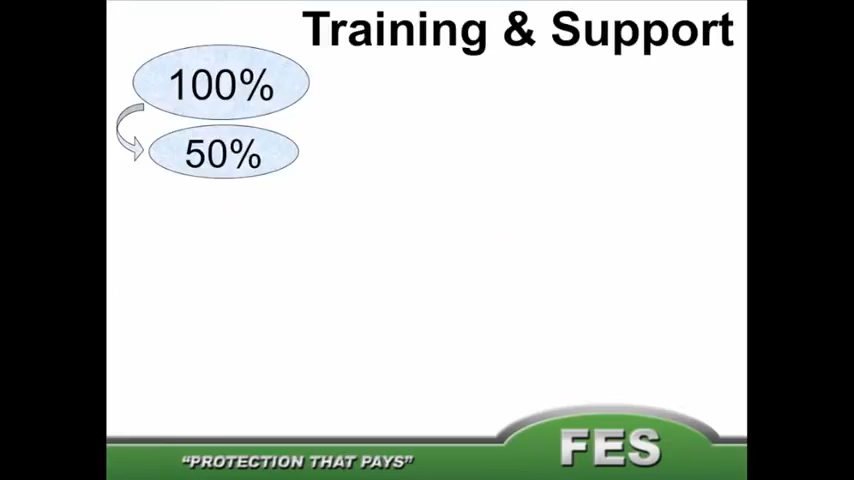 Training & Support
100%
50%
"PROTECTION THAT PAYS"
FES